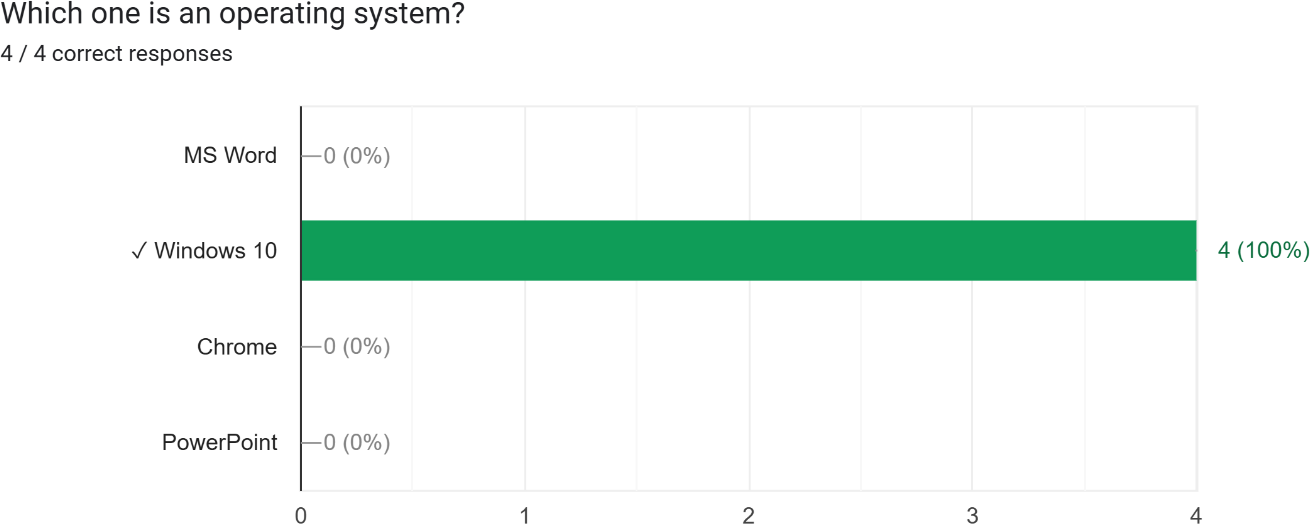 Which one is an operating system?
4 / 4 correct responses
MS Word
0 (0%)
✓ Windows 10
4 (100%)
Chrome
0 (0%)
PowerPoint
0 (0%)
0 1 2 3 4